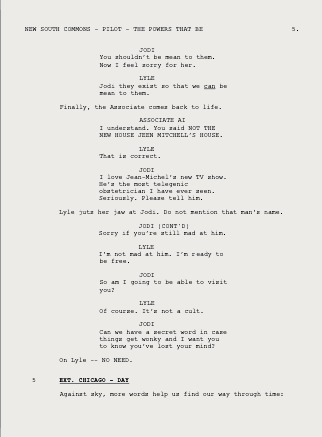 NEW SOUTH COMMONS - PILOT - THE POWERS THAT BE 5.
JODI
You shouldn't be mean to them.
Now I feel sorry for her.
LYLE
Jodi they exist so that we can be
mean to them.
Finally, the Associate comes back to life.
ASSOCIATE AI
I understand. You said NOT THE
NEW HOUSE JEEN MITCHELL'S HOUSE.
LYLE
That is correct.
JODI
I love Jean-Michel's new TV show.
He's the most telegenic
obstetrician I have ever seen.
Seriously. Please tell him.
Lyle juts her jaw at Jodi. Do not mention that man's name.
JODI (CONT'D)
Sorry if you're still mad at him.
LYLE
I'm not mad at him. I'm ready to
be free.
JODI
So am I going to be able to visit
you?
LYLE
Of course. It's not a cult.
JODI
Can we have a secret word in case
things get wonky and I want you
to know you've lost your mind?
On Lyle -- NO NEED.
5 EXT. CHICAGO - DAY
Against sky, more words help us find our way through time: